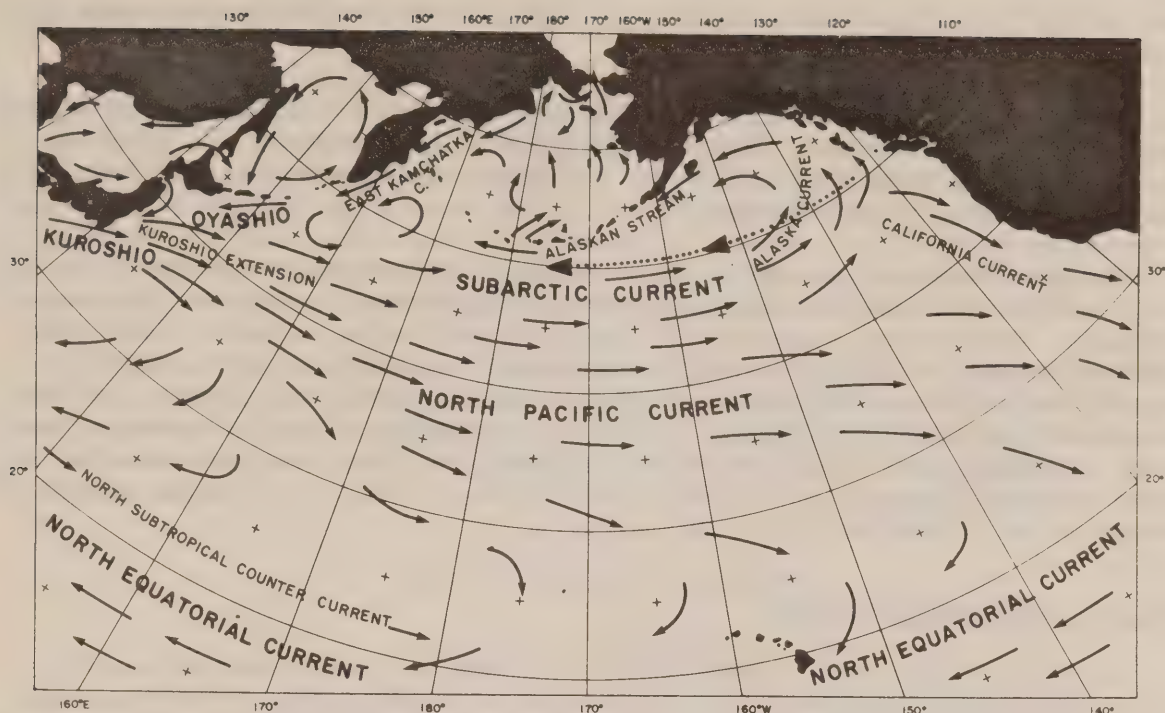 130° 140° 150° 160°E 170° 180° 170° 160°W 150° 140° 130° 120° 110°
EAST KAMCHATKA
C.
ALASKA CURRENT
OYASHIO
ALASKAN STREAM
KUROSHIO
KUROSHIO EXTENSION
CALIFORNIA CURRENT
30°
30°
SUBARCTIC CURRENT
NORTH PACIFIC CURRENT
20°
20°
NORTH SUBTROPICAL COUNTER CURRENT
NORTH EQUATORIAL CURRENT
NORTH EQUATORIAL CURRENT
160°E 170° 180° 170° 160°W 150° 140°